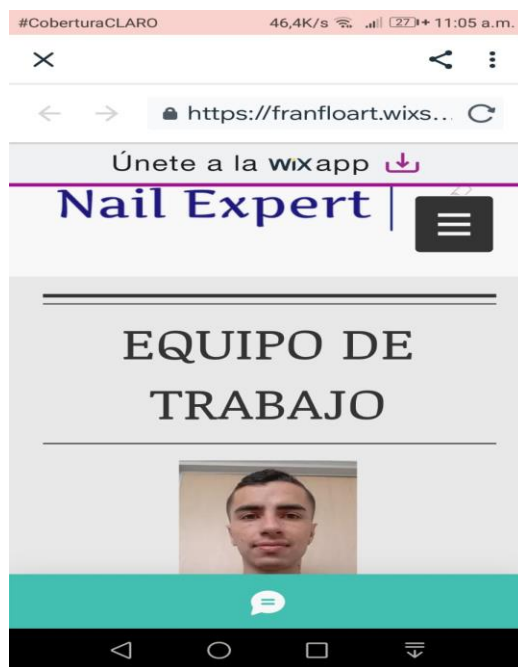 #CoberturaCLARO 46,4K/s 27 11:05 a.m.
https://franfloart.wixs...
Únete a la wixapp
Nail Expert |
EQUIPO DE
TRABAJO